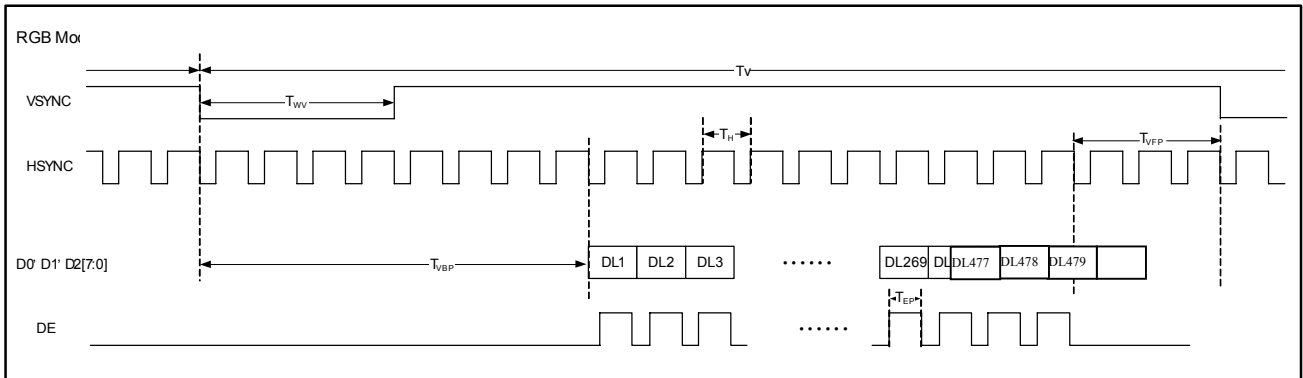 RGB Mo
Tv
VSYNC
TWV
TH
TVFP
HSYNC
D0' D1' D2[7:0]
TVBP
DL1 DL2 DL3 ······ DL269 DL DL477 DL478 DL479
TEP
DE ······